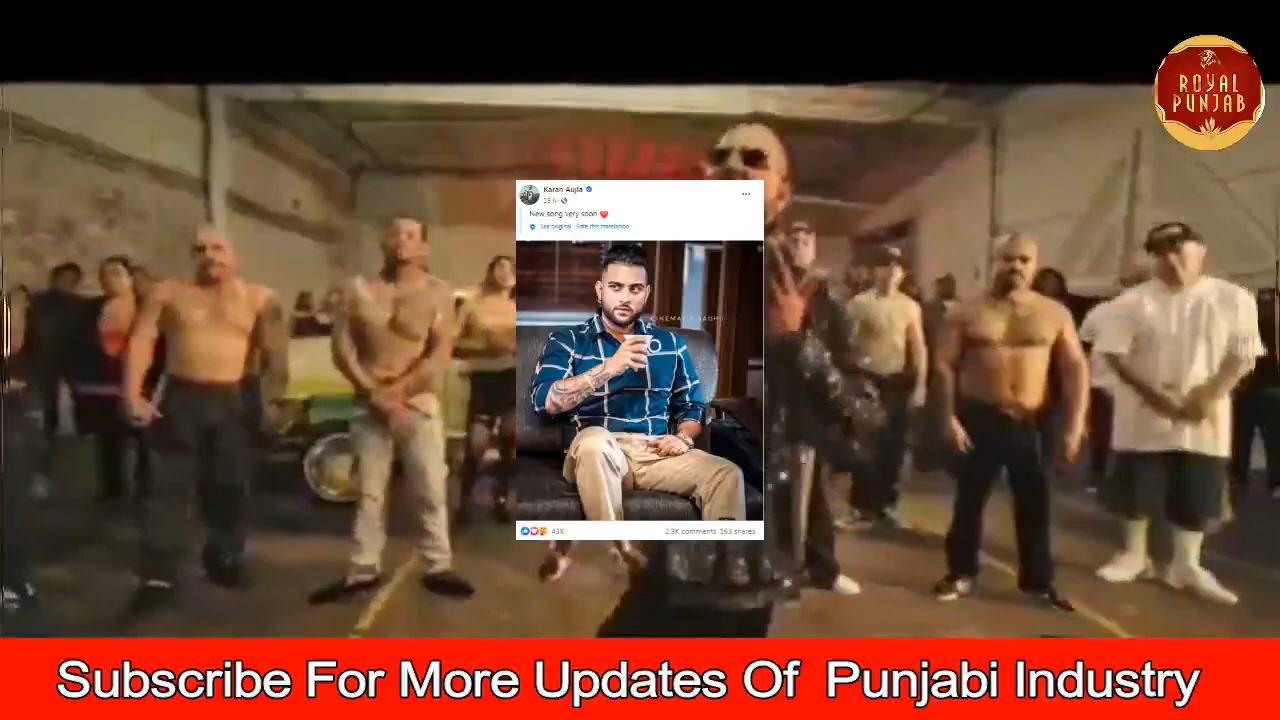 ROYAL
PUNJAB
Karan Aujla
New song very soon ❤️
See original · Rate this translation
CINEMATIC
43K
2.9K comments 163 shares
Subscribe For More Updates Of Punjabi Industry